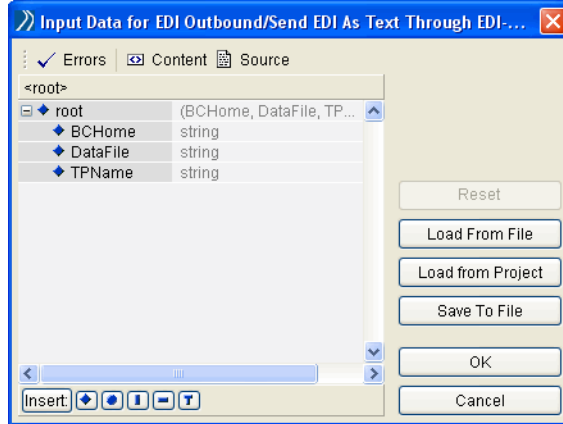 Input Data for EDI Outbound/Send EDI As Text Through EDI-...
Errors Content Source
<root>
root (BCHome, DataFile, TP...
BCHome string
DataFile string
TPName string
Reset
Load From File
Load from Project
Save To File
OK
Insert: T
Cancel